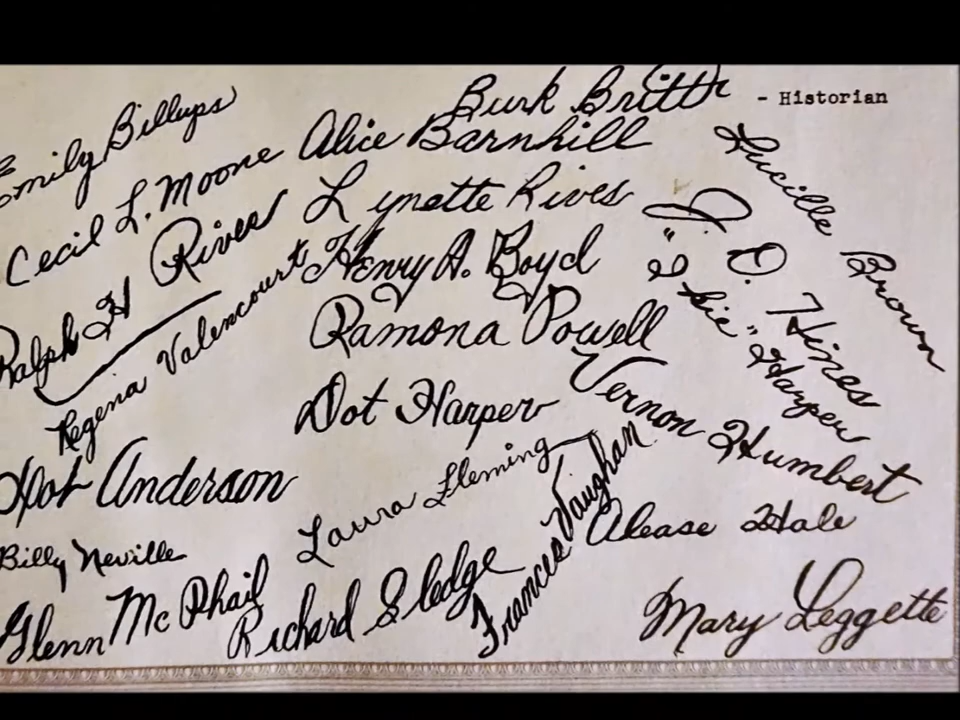 Burk Britt - Historian
Emily Billups
Alice Barnhill
Cecil L. Moore
Lucille Brown
Lynette Rives
Ralph H Rives
J. O. Hines
Henry A. Boyd
"Ikie" Harper
Regena Valencourt
Ramona Powell
Vernon Humbert
Dot Harper
Dot Anderson
Laura Fleming
Frances Vaughan
Alease Hale
Billy Neville
Richard Sledge
Glenn McPhail
Mary Leggette